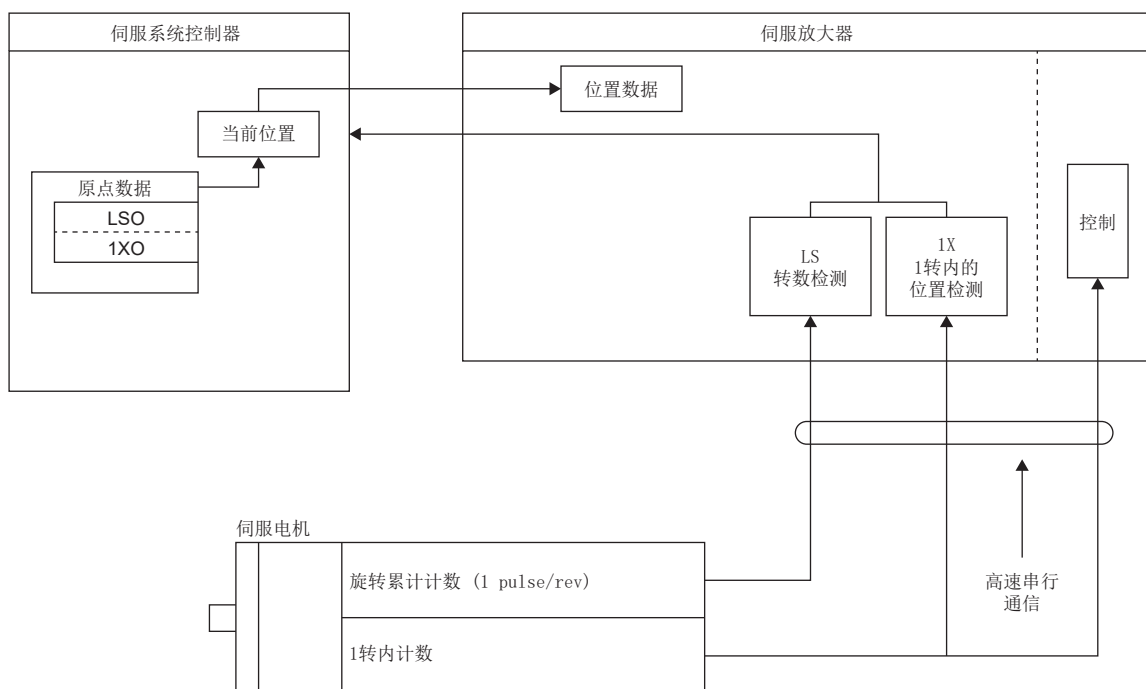 伺服系统控制器
伺服放大器
位置数据
当前位置
原点数据
LSO
1XO
LS
转数检测
1X
1转内的
位置检测
控制
伺服电机
旋转累计计数 (1 pulse/rev)
1转内计数
高速串行
通信